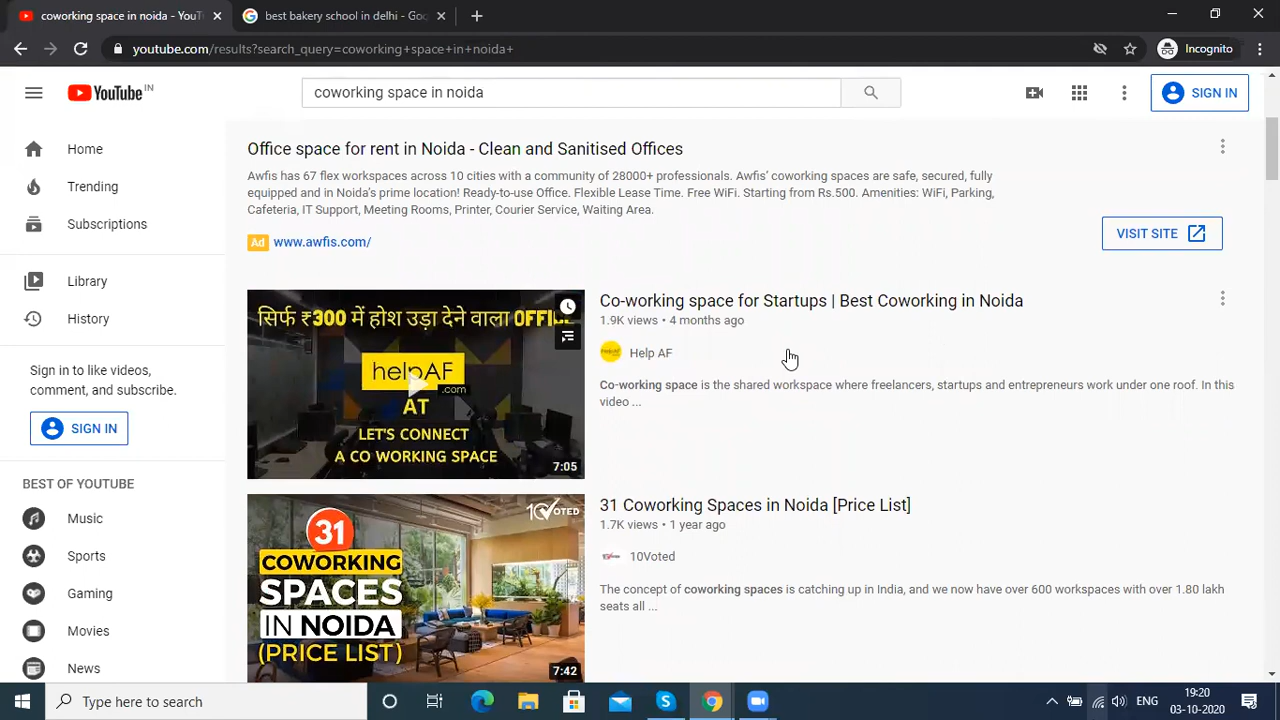 coworking space in noida - YouT
best bakery school in delhi - Goo
youtube.com/results?search_query=coworking+space+in+noida+
Incognito
YouTube IN
coworking space in noida
SIGN IN
Home
Trending
Subscriptions
Library
History
Sign in to like videos,
comment, and subscribe.
SIGN IN
BEST OF YOUTUBE
Music
Sports
Gaming
Movies
News
Office space for rent in Noida - Clean and Sanitised Offices
Awfis has 67 flex workspaces across 10 cities with a community of 28000+ professionals. Awfis' coworking spaces are safe, secured, fully
equipped and in Noida's prime location! Ready-to-use Office. Flexible Lease Time. Free WiFi. Starting from Rs.500. Amenities: WiFi, Parking,
Cafeteria, IT Support, Meeting Rooms, Printer, Courier Service, Waiting Area.
Ad www.awfis.com/
VISIT SITE
सिर्फ ₹300 में होश उड़ा देने वाला OFFIC
helpAF
.com
AT
LET'S CONNECT
A CO WORKING SPACE
7:05
Co-working space for Startups | Best Coworking in Noida
1.9K views • 4 months ago
Help AF
Co-working space is the shared workspace where freelancers, startups and entrepreneurs work under one roof. In this
video ...
10VOTED
31
COWORKING
SPACES
IN NOIDA
(PRICE LIST)
7:42
31 Coworking Spaces in Noida [Price List]
1.7K views • 1 year ago
10Voted
The concept of coworking spaces is catching up in India, and we now have over 600 workspaces with over 1.80 lakh
seats all ...
Type here to search
ENG
19:20
03-10-2020